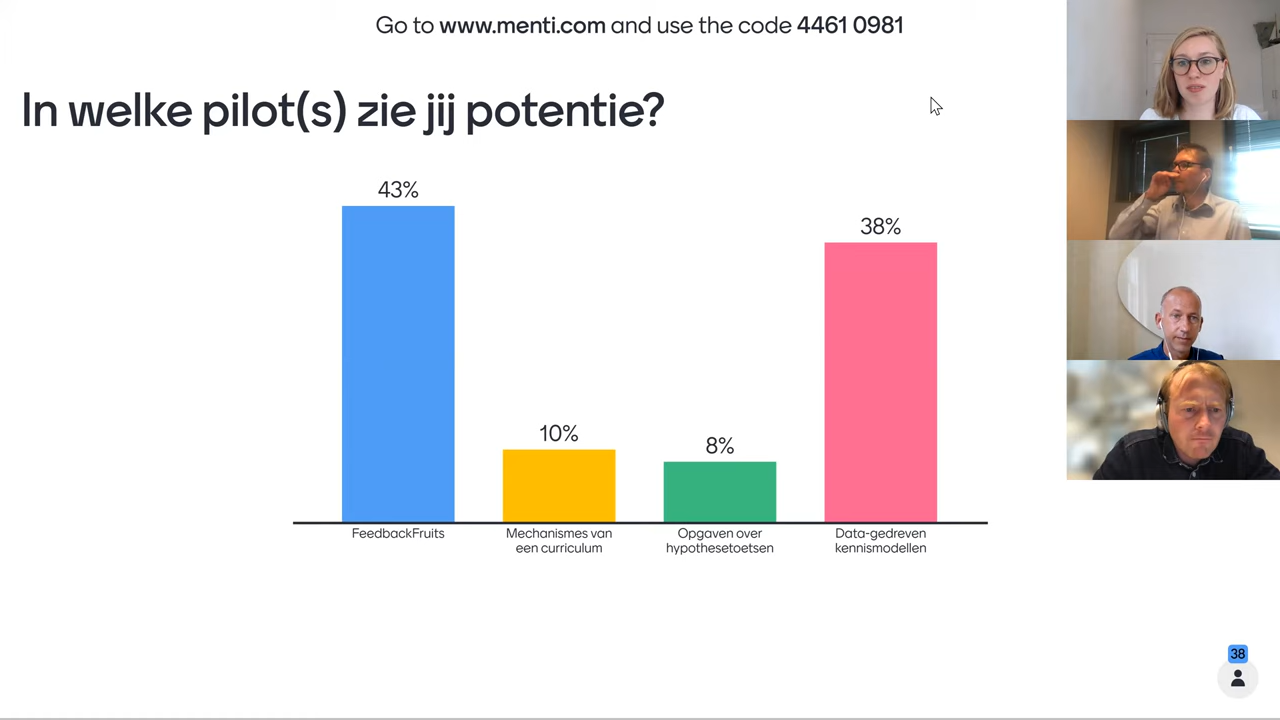 Go to www.menti.com and use the code 4461 0981
In welke pilot(s) zie jij potentie?
43%
10%
8%
38%
FeedbackFruits
Mechanismes van
een curriculum
Opgaven over
hypothesetoetsen
Data-gedreven
kennismodellen
38